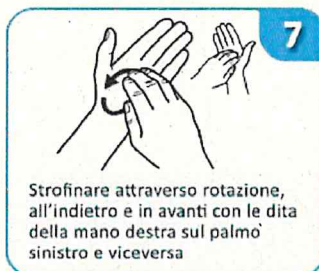 7
Strofinare attraverso rotazione,
all'indietro e in avanti con le dita
della mano destra sul palmo
sinistro e viceversa